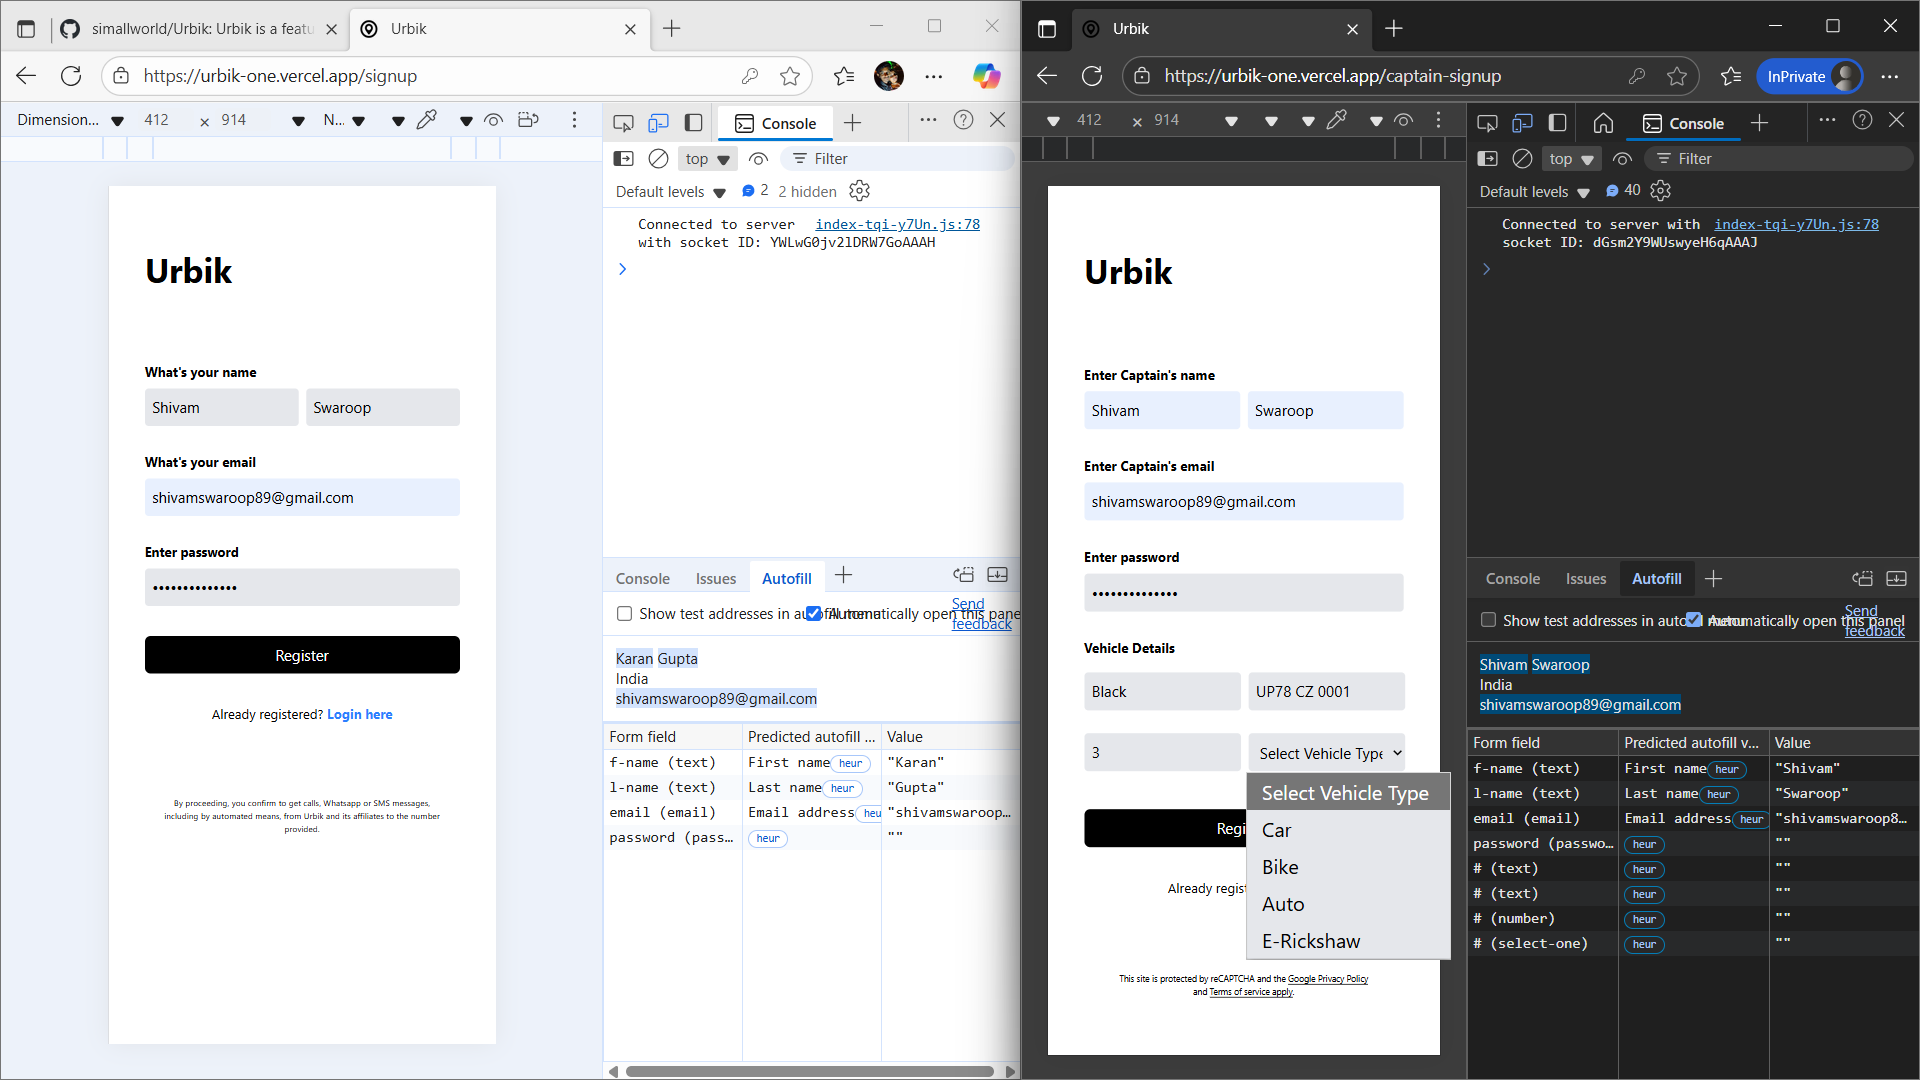 simallworld/Urbik: Urbik is a featu
Urbik
https://urbik-one.vercel.app/signup
Dimension... 412 × 914 N...
Console
top Filter
Default levels 2 2 hidden
Connected to server index-tqi-y7Un.js:78
with socket ID: YWLwG0jv2lDRW7GoAAAH
Urbik
What's your name
Shivam Swaroop
What's your email
shivamswaroop89@gmail.com
Enter password
••••••••••••••
Register
Already registered? Login here
By proceeding, you confirm to get calls, Whatsapp or SMS messages,
including by automated means, from Urbik and its affiliates to the number
provided.
Console Issues Autofill
Show test addresses in autofill menu Automatically open this pane
Send
feedback
Karan Gupta
India
shivamswaroop89@gmail.com
Form field Predicted autofill ... Value
f-name (text) First name heur "Karan"
l-name (text) Last name heur "Gupta"
email (email) Email address heu "shivamswaroop...
password (pass... heur ""
Urbik
https://urbik-one.vercel.app/captain-signup
InPrivate
412 × 914
Console
top Filter
Default levels 40
Connected to server with index-tqi-y7Un.js:78
socket ID: dGsm2Y9WUswyeH6qAAAJ
Urbik
Enter Captain's name
Shivam Swaroop
Enter Captain's email
shivamswaroop89@gmail.com
Enter password
••••••••••••••
Vehicle Details
Black UP78 CZ 0001
3 Select Vehicle Type
Select Vehicle Type
Car
Bike
Auto
E-Rickshaw
Regi
Already regist
This site is protected by reCAPTCHA and the Google Privacy Policy
and Terms of service apply.
Console Issues Autofill
Show test addresses in autofill menu Automatically open this panel
Send
feedback
Shivam Swaroop
India
shivamswaroop89@gmail.com
Form field Predicted autofill v... Value
f-name (text) First name heur "Shivam"
l-name (text) Last name heur "Swaroop"
email (email) Email address heur "shivamswaroop8...
password (passwo... heur ""
# (text) heur ""
# (text) heur ""
# (number) heur ""
# (select-one) heur ""